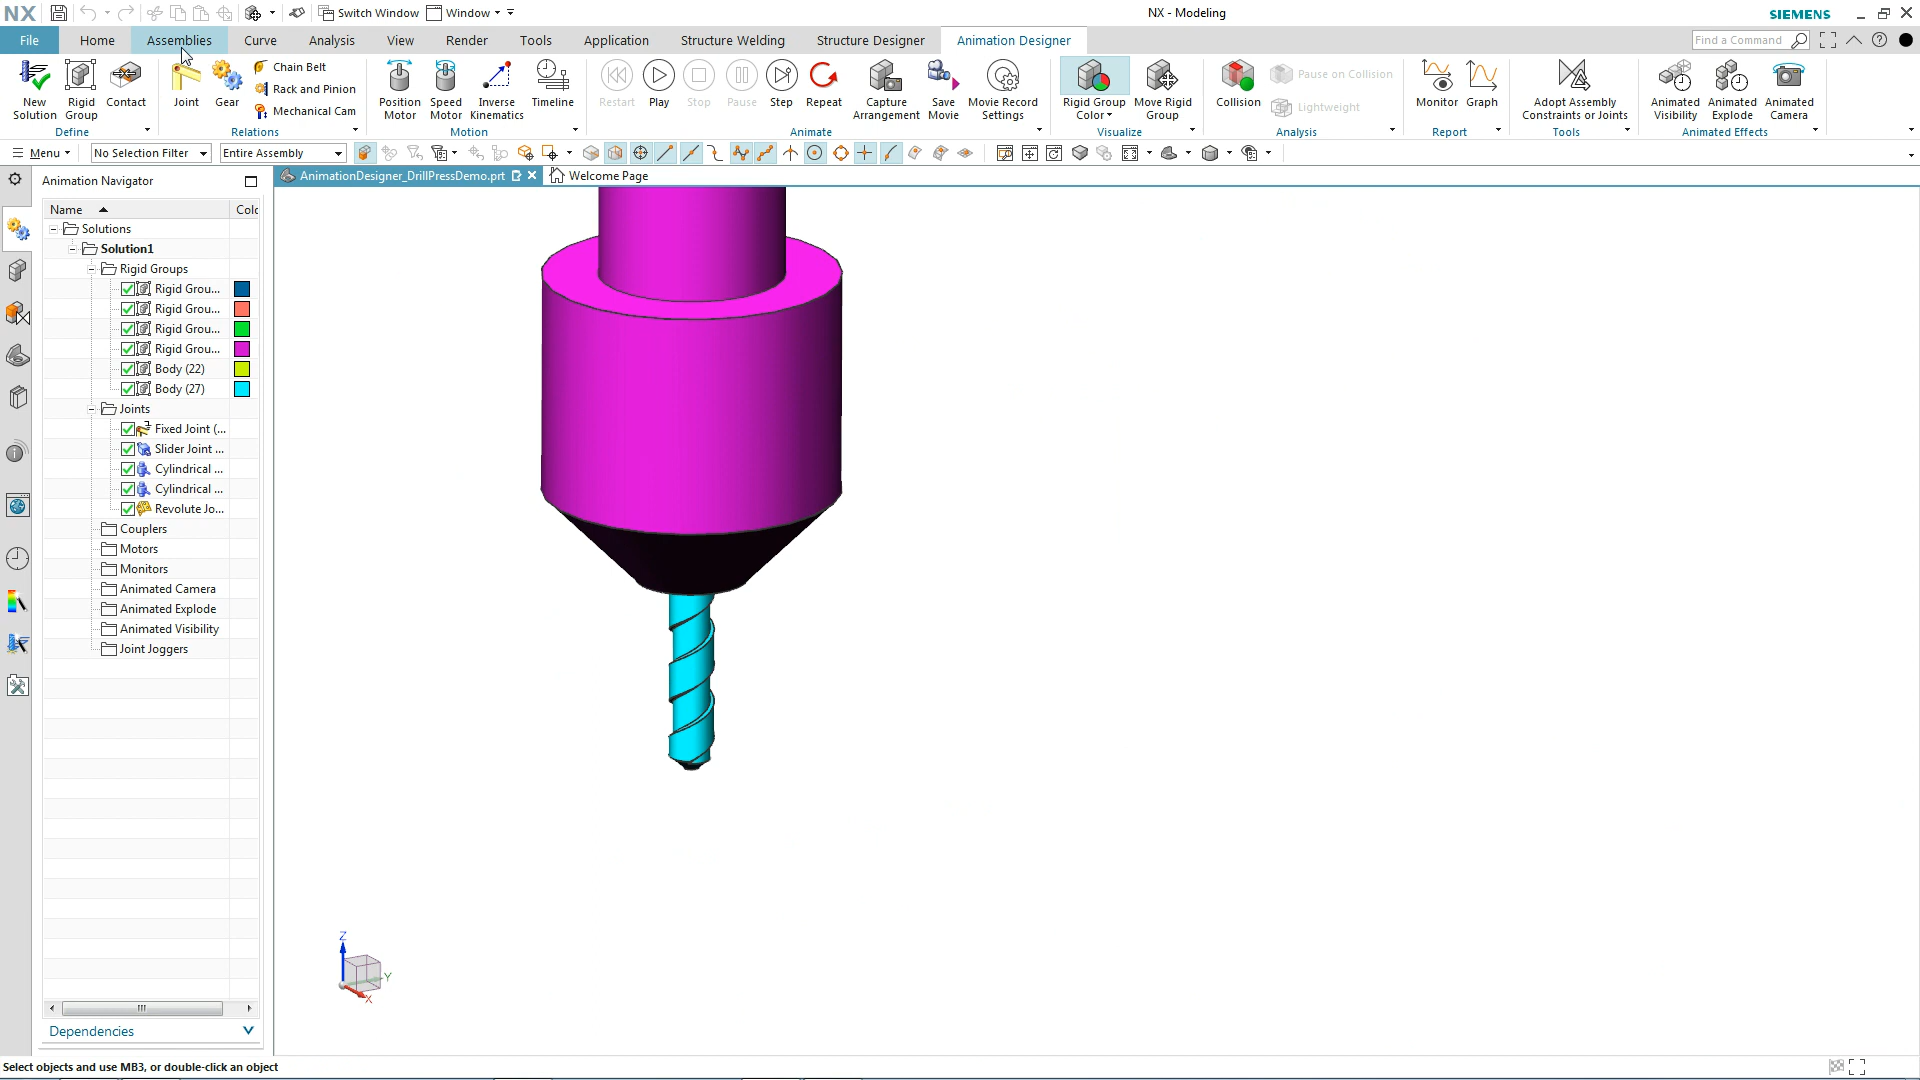 NX
Switch Window
Window
NX - Modeling
SIEMENS
File
Home
Assemblies
Curve
Analysis
View
Render
Tools
Application
Structure Welding
Structure Designer
Animation Designer
Find a Command
New Solution
Rigid Group
Contact
Define
Joint
Gear
Chain Belt
Rack and Pinion
Mechanical Cam
Relations
Position Motor
Speed Motor
Inverse Kinematics
Timeline
Motion
Restart
Play
Stop
Pause
Step
Repeat
Capture Arrangement
Save Movie
Movie Record Settings
Animate
Rigid Group Color
Move Rigid Group
Visualize
Collision
Pause on Collision
Lightweight
Analysis
Monitor
Graph
Report
Adopt Assembly Constraints or Joints
Tools
Animated Visibility
Animated Explode
Animated Camera
Animated Effects
Menu
No Selection Filter
Entire Assembly
Animation Navigator
AnimationDesigner_DrillPressDemo.prt
Welcome Page
Name
Colo
Solutions
Solution1
Rigid Groups
Rigid Grou...
Rigid Grou...
Rigid Grou...
Rigid Grou...
Body (22)
Body (27)
Joints
Fixed Joint (...
Slider Joint ...
Cylindrical ...
Cylindrical ...
Revolute Jo...
Couplers
Motors
Monitors
Animated Camera
Animated Explode
Animated Visibility
Joint Joggers
Z
Y
X
Dependencies
Select objects and use MB3, or double-click an object